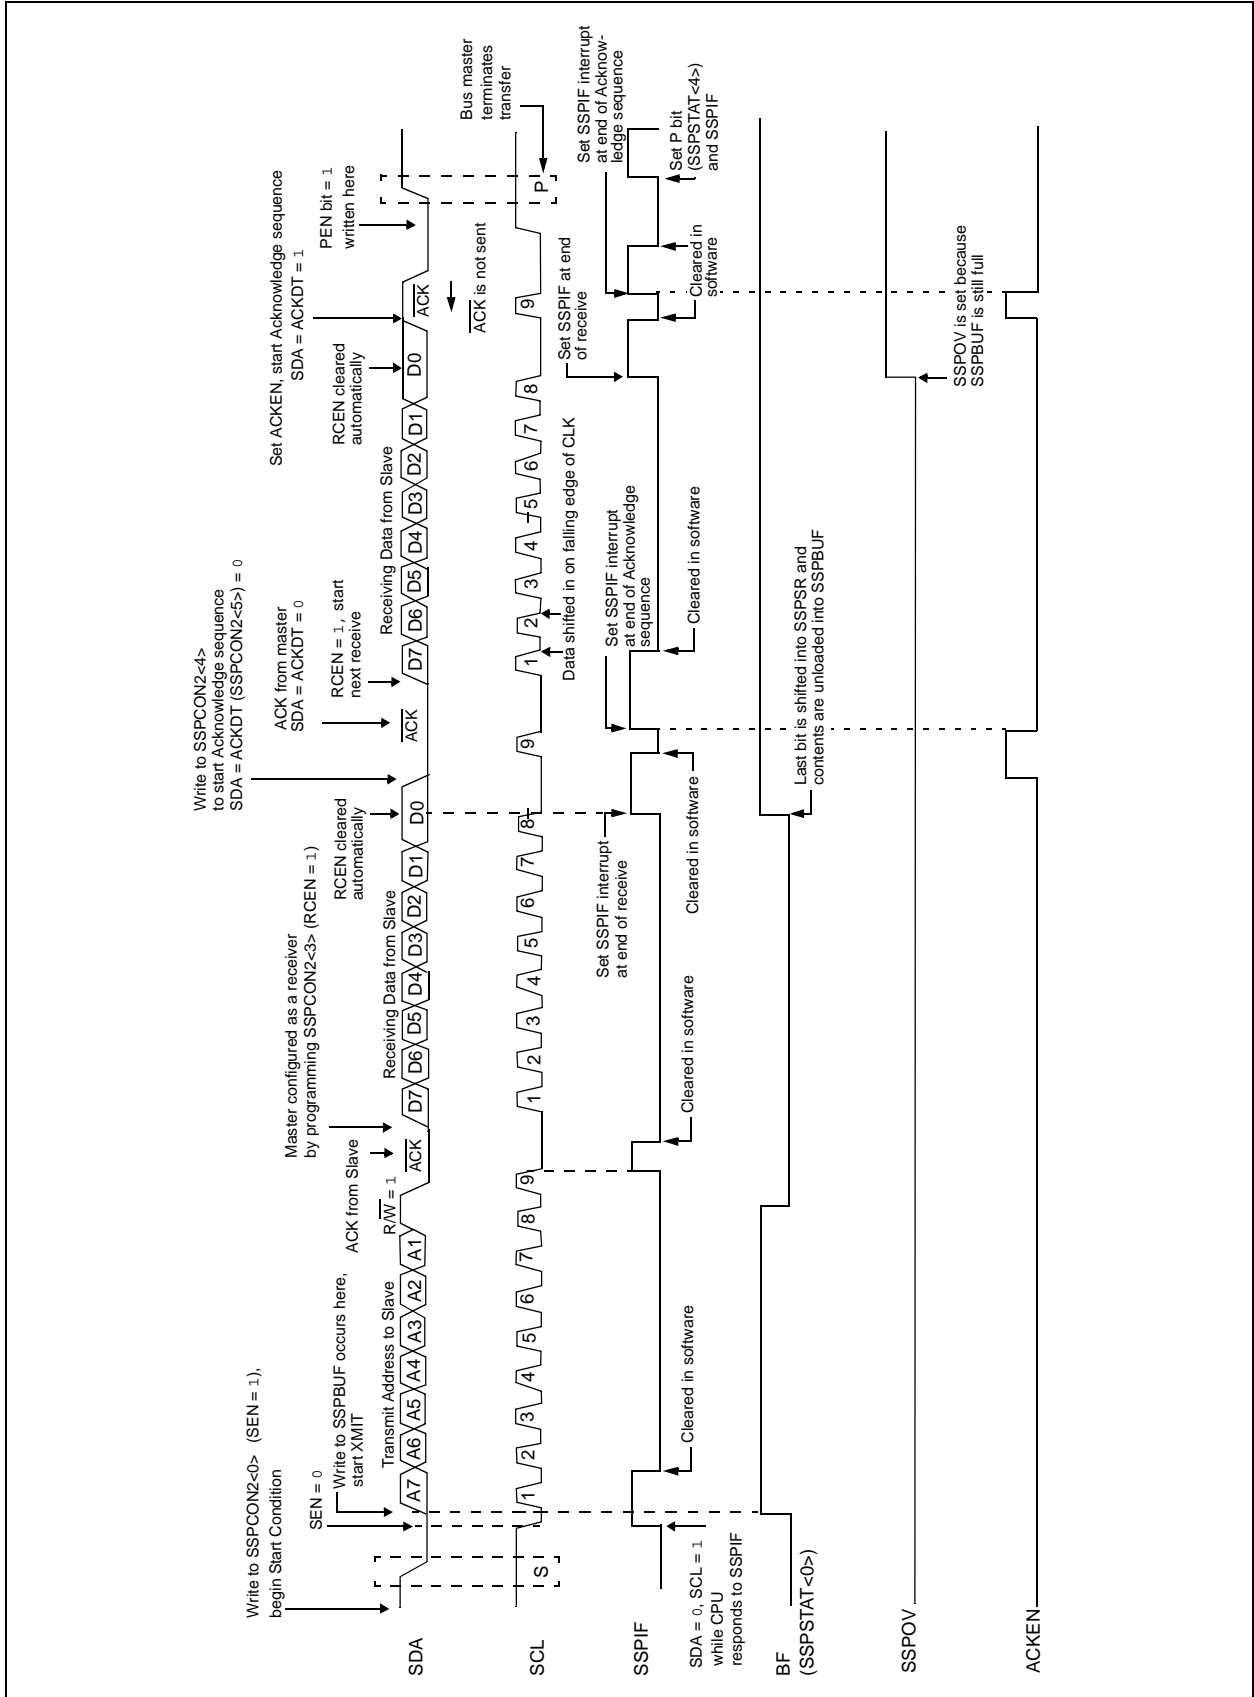 Write to SSPCON2<0> (SEN = 1),
begin Start Condition
SEN = 0
Write to SSPBUF occurs here,
start XMIT
ACK from Slave
Master configured as a receiver
by programming SSPCON2<3> (RCEN = 1)
RCEN cleared
automatically
Write to SSPCON2<4>
to start Acknowledge sequence
SDA = ACKDT (SSPCON2<5>) = 0
ACK from master
SDA = ACKDT = 0
RCEN = 1, start
next receive
Set ACKEN, start Acknowledge sequence
SDA = ACKDT = 1
RCEN cleared
automatically
PEN bit = 1
written here
Transmit Address to Slave
R/W = 1
Receiving Data from Slave
Receiving Data from Slave
SDA
A7 A6 A5 A4 A3 A2 A1 ACK D7 D6 D5 D4 D3 D2 D1 D0 ACK D7 D6 D5 D4 D3 D2 D1 D0 ACK
ACK is not sent
Bus master
terminates
transfer
SCL
S 1 2 3 4 5 6 7 8 9 1 2 3 4 5 6 7 8 9 1 2 3 4 5 6 7 8 9 P
Data shifted in on falling edge of CLK
Set SSPIF interrupt
at end of receive
Set SSPIF interrupt
at end of Acknowledge
sequence
Set SSPIF at end
of receive
Set SSPIF interrupt
at end of Acknow-
ledge sequence
SSPIF
SDA = 0, SCL = 1
while CPU
responds to SSPIF
Cleared in software
Cleared in software
Cleared in software
Cleared in software
Cleared in
software
Set P bit
(SSPSTAT<4>)
and SSPIF
BF
(SSPSTAT<0>)
Last bit is shifted into SSPSR and
contents are unloaded into SSPBUF
SSPOV
SSPOV is set because
SSPBUF is still full
ACKEN